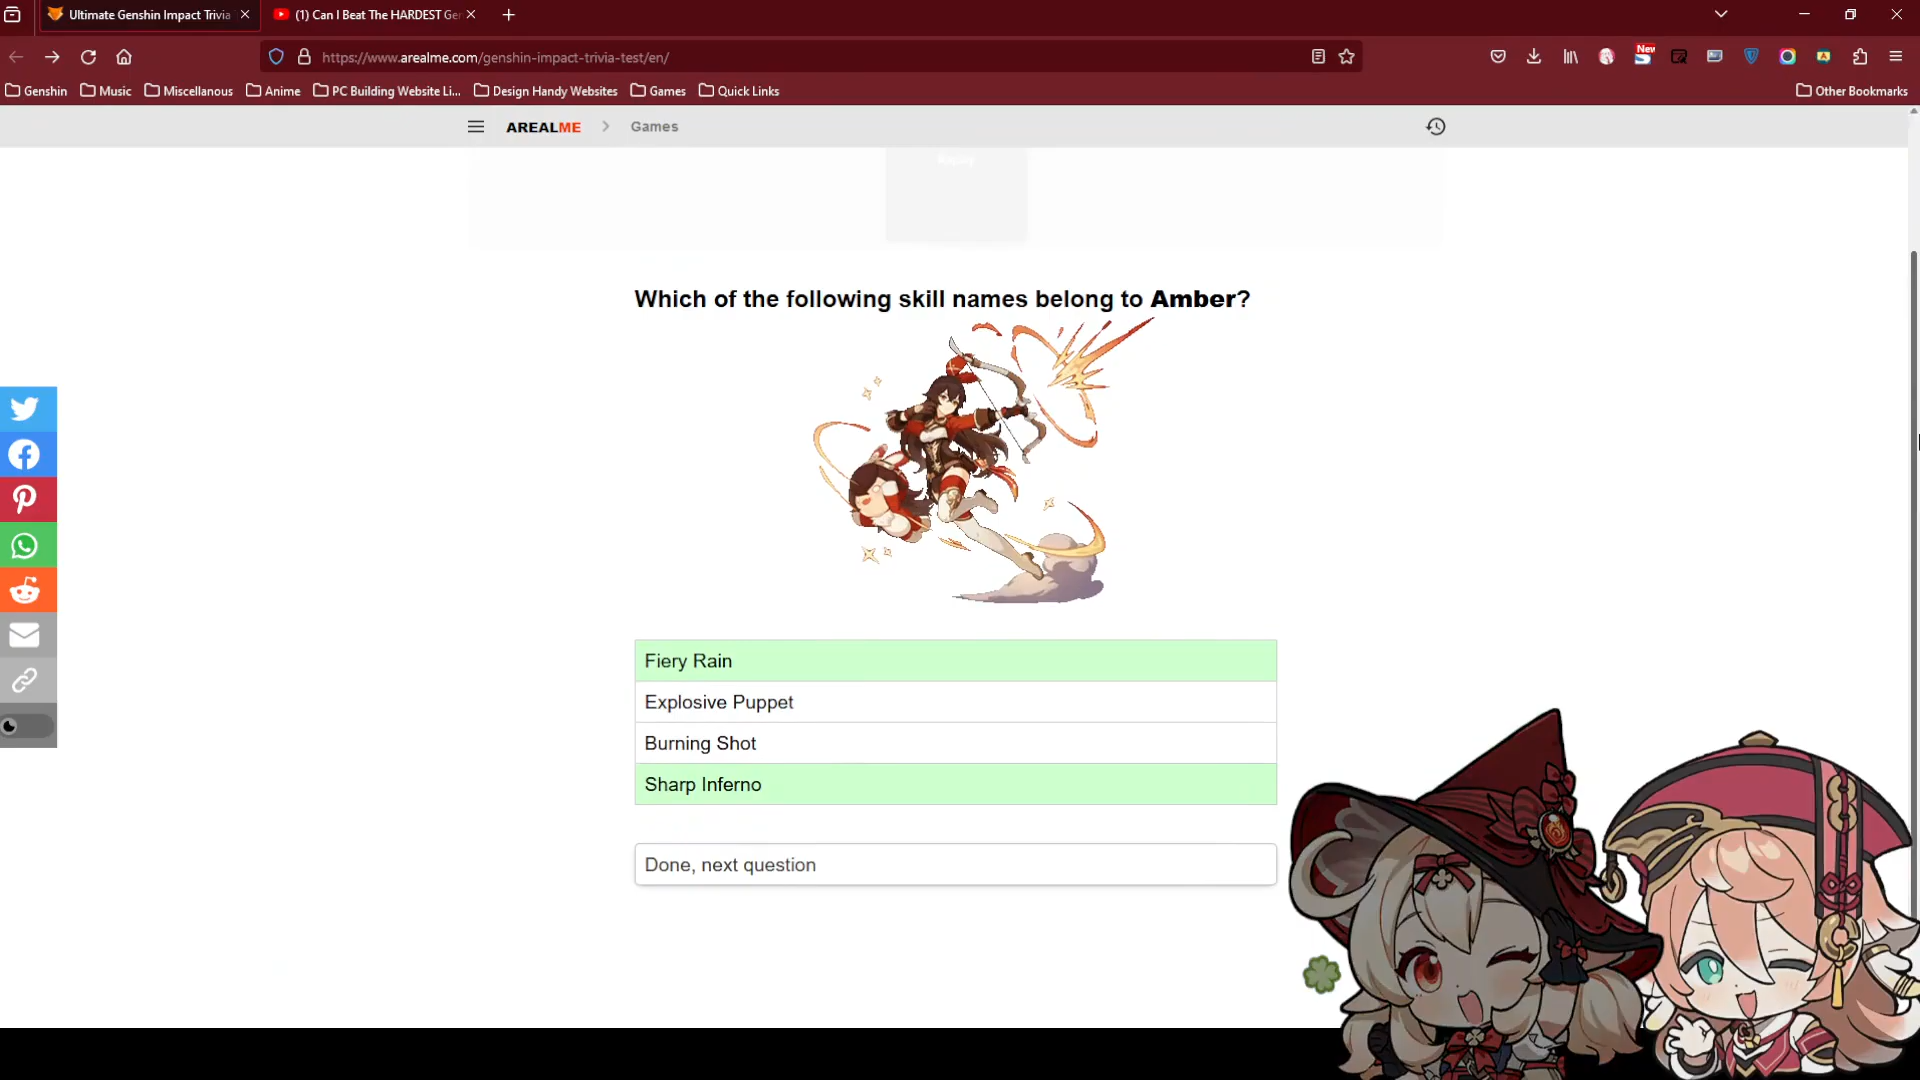 Ultimate Genshin Impact Trivia
(1) Can I Beat The HARDEST Ger
https://www.arealme.com/genshin-impact-trivia-test/en/
New
Genshin
Music
Miscellanous
Anime
PC Building Website Li...
Design Handy Websites
Games
Quick Links
Other Bookmarks
AREALME
Games
Which of the following skill names belong to Amber?
Fiery Rain
Explosive Puppet
Burning Shot
Sharp Inferno
Done, next question